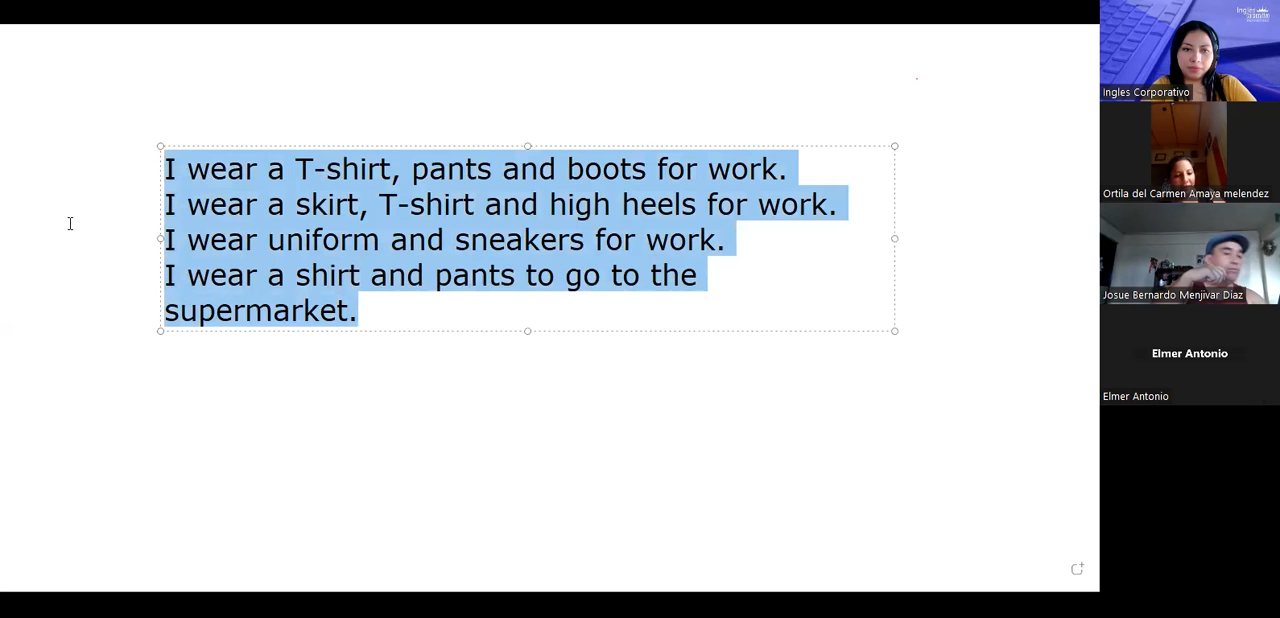 I wear a T-shirt, pants and boots for work.
I wear a skirt, T-shirt and high heels for work.
I wear uniform and sneakers for work.
I wear a shirt and pants to go to the
supermarket.
Ingles Corporativo
Ortila del Carmen Amaya melendez
Josue Bernardo Menjivar Diaz
Elmer Antonio
Elmer Antonio